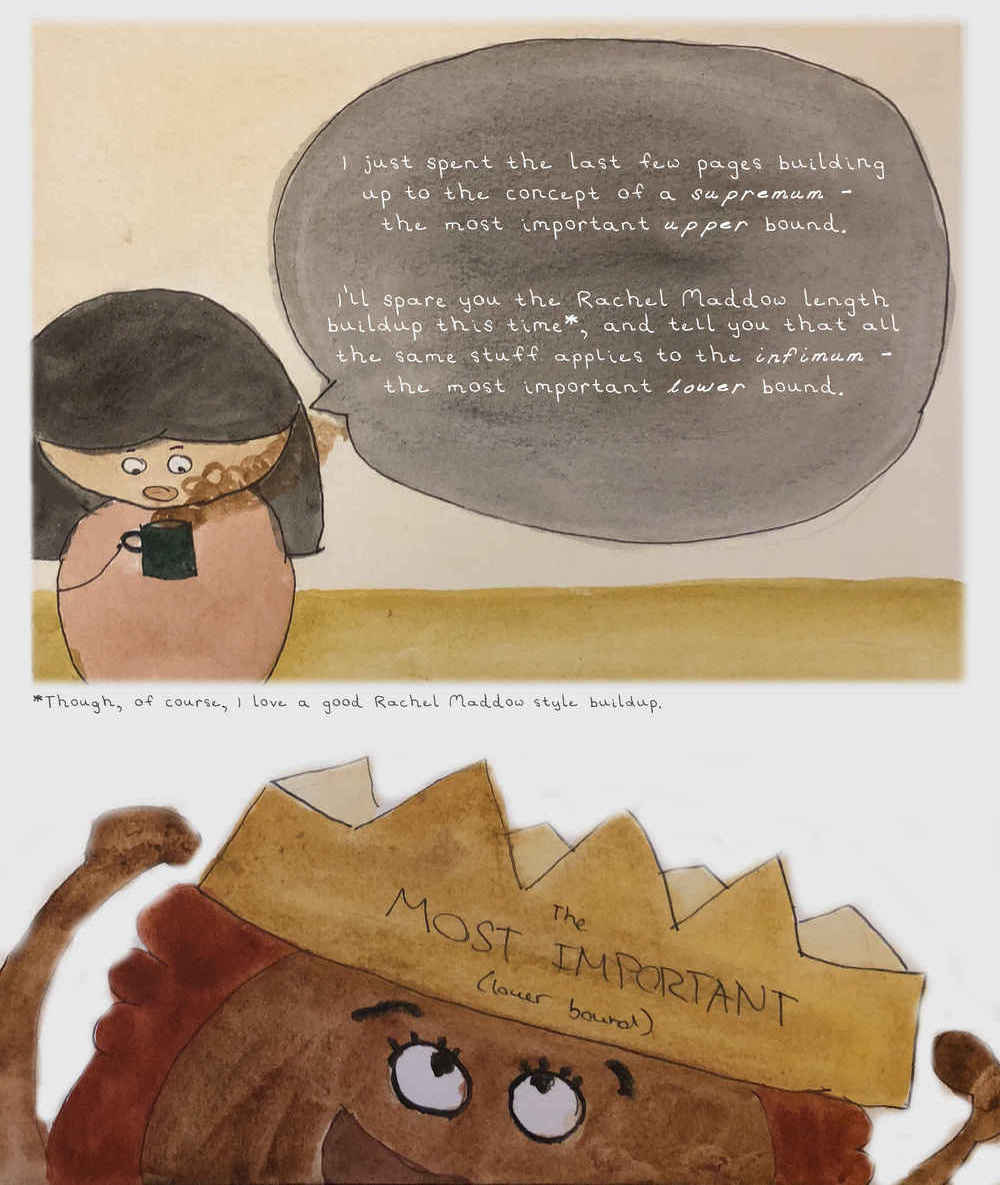 I just spent the last few pages building
up to the concept of a supremum -
the most important upper bound.
I'll spare you the Rachel Maddow length
buildup this time*, and tell you that all
the same stuff applies to the infimum -
the most important lower bound.
*Though, of course, I love a good Rachel Maddow style buildup.
The
MOST IMPORTANT
(lower bound)